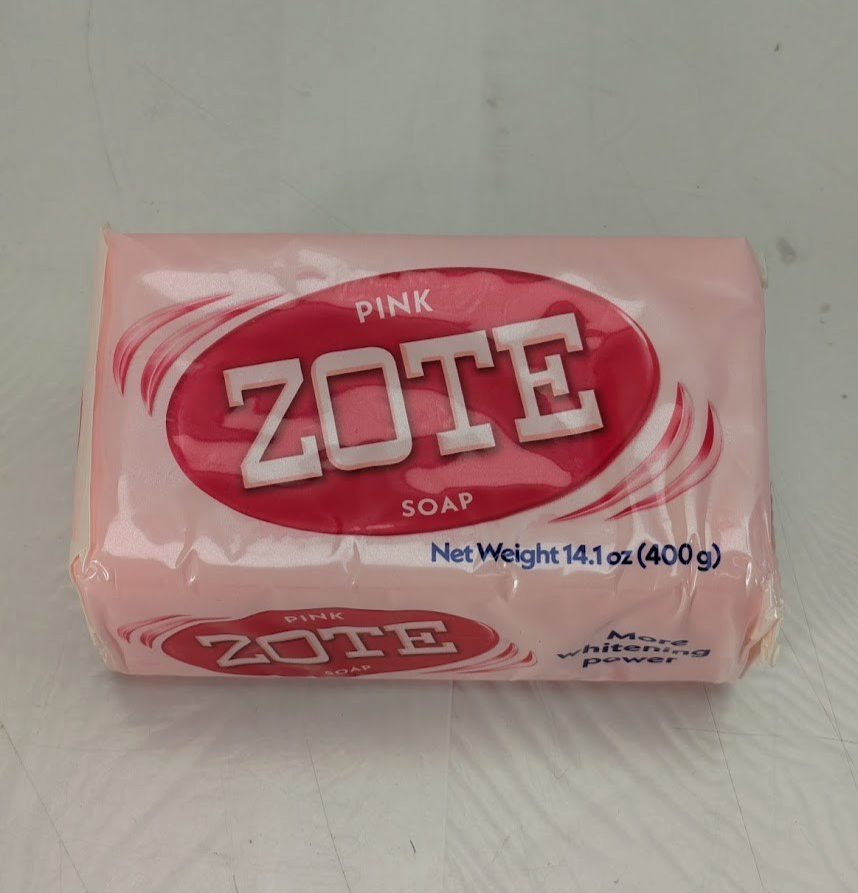 PINK
ZOTE
SOAP
Net Weight 14.1 oz (400 g)
PINK
ZOTE
SOAP
More
whitening
power